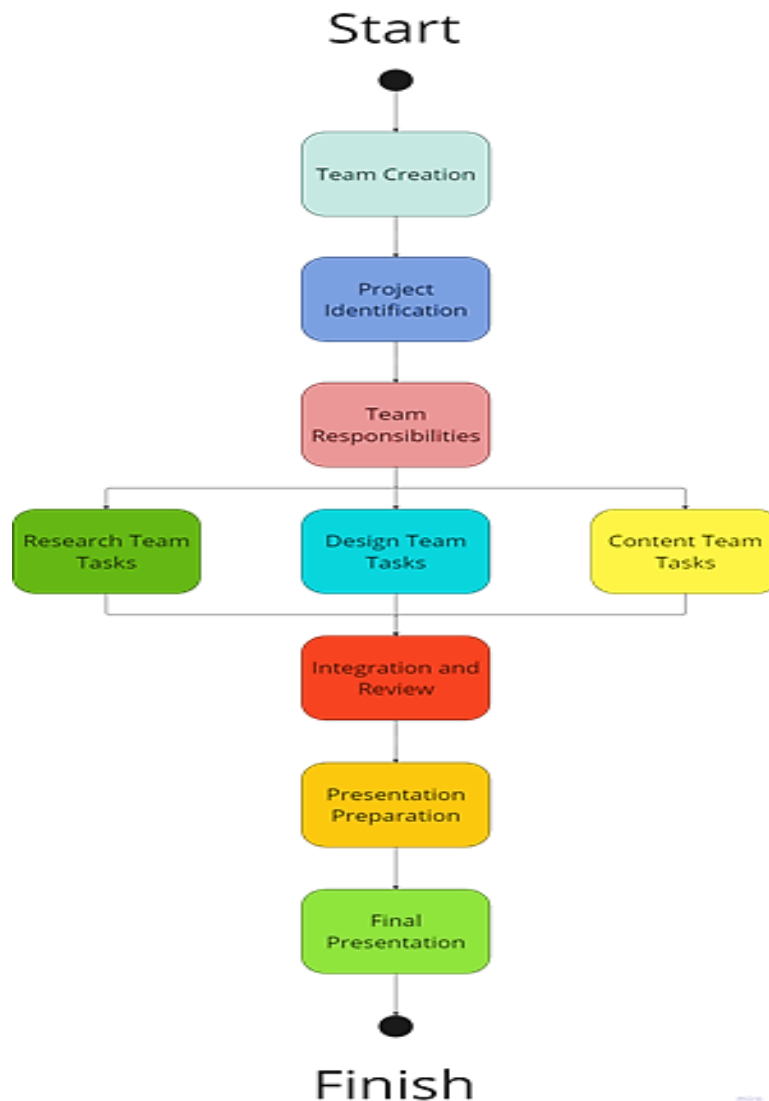 Start
Team Creation
Project
Identification
Team
Responsibilities
Research Team
Tasks
Design Team
Tasks
Content Team
Tasks
Integration and
Review
Presentation
Preparation
Final
Presentation
Finish